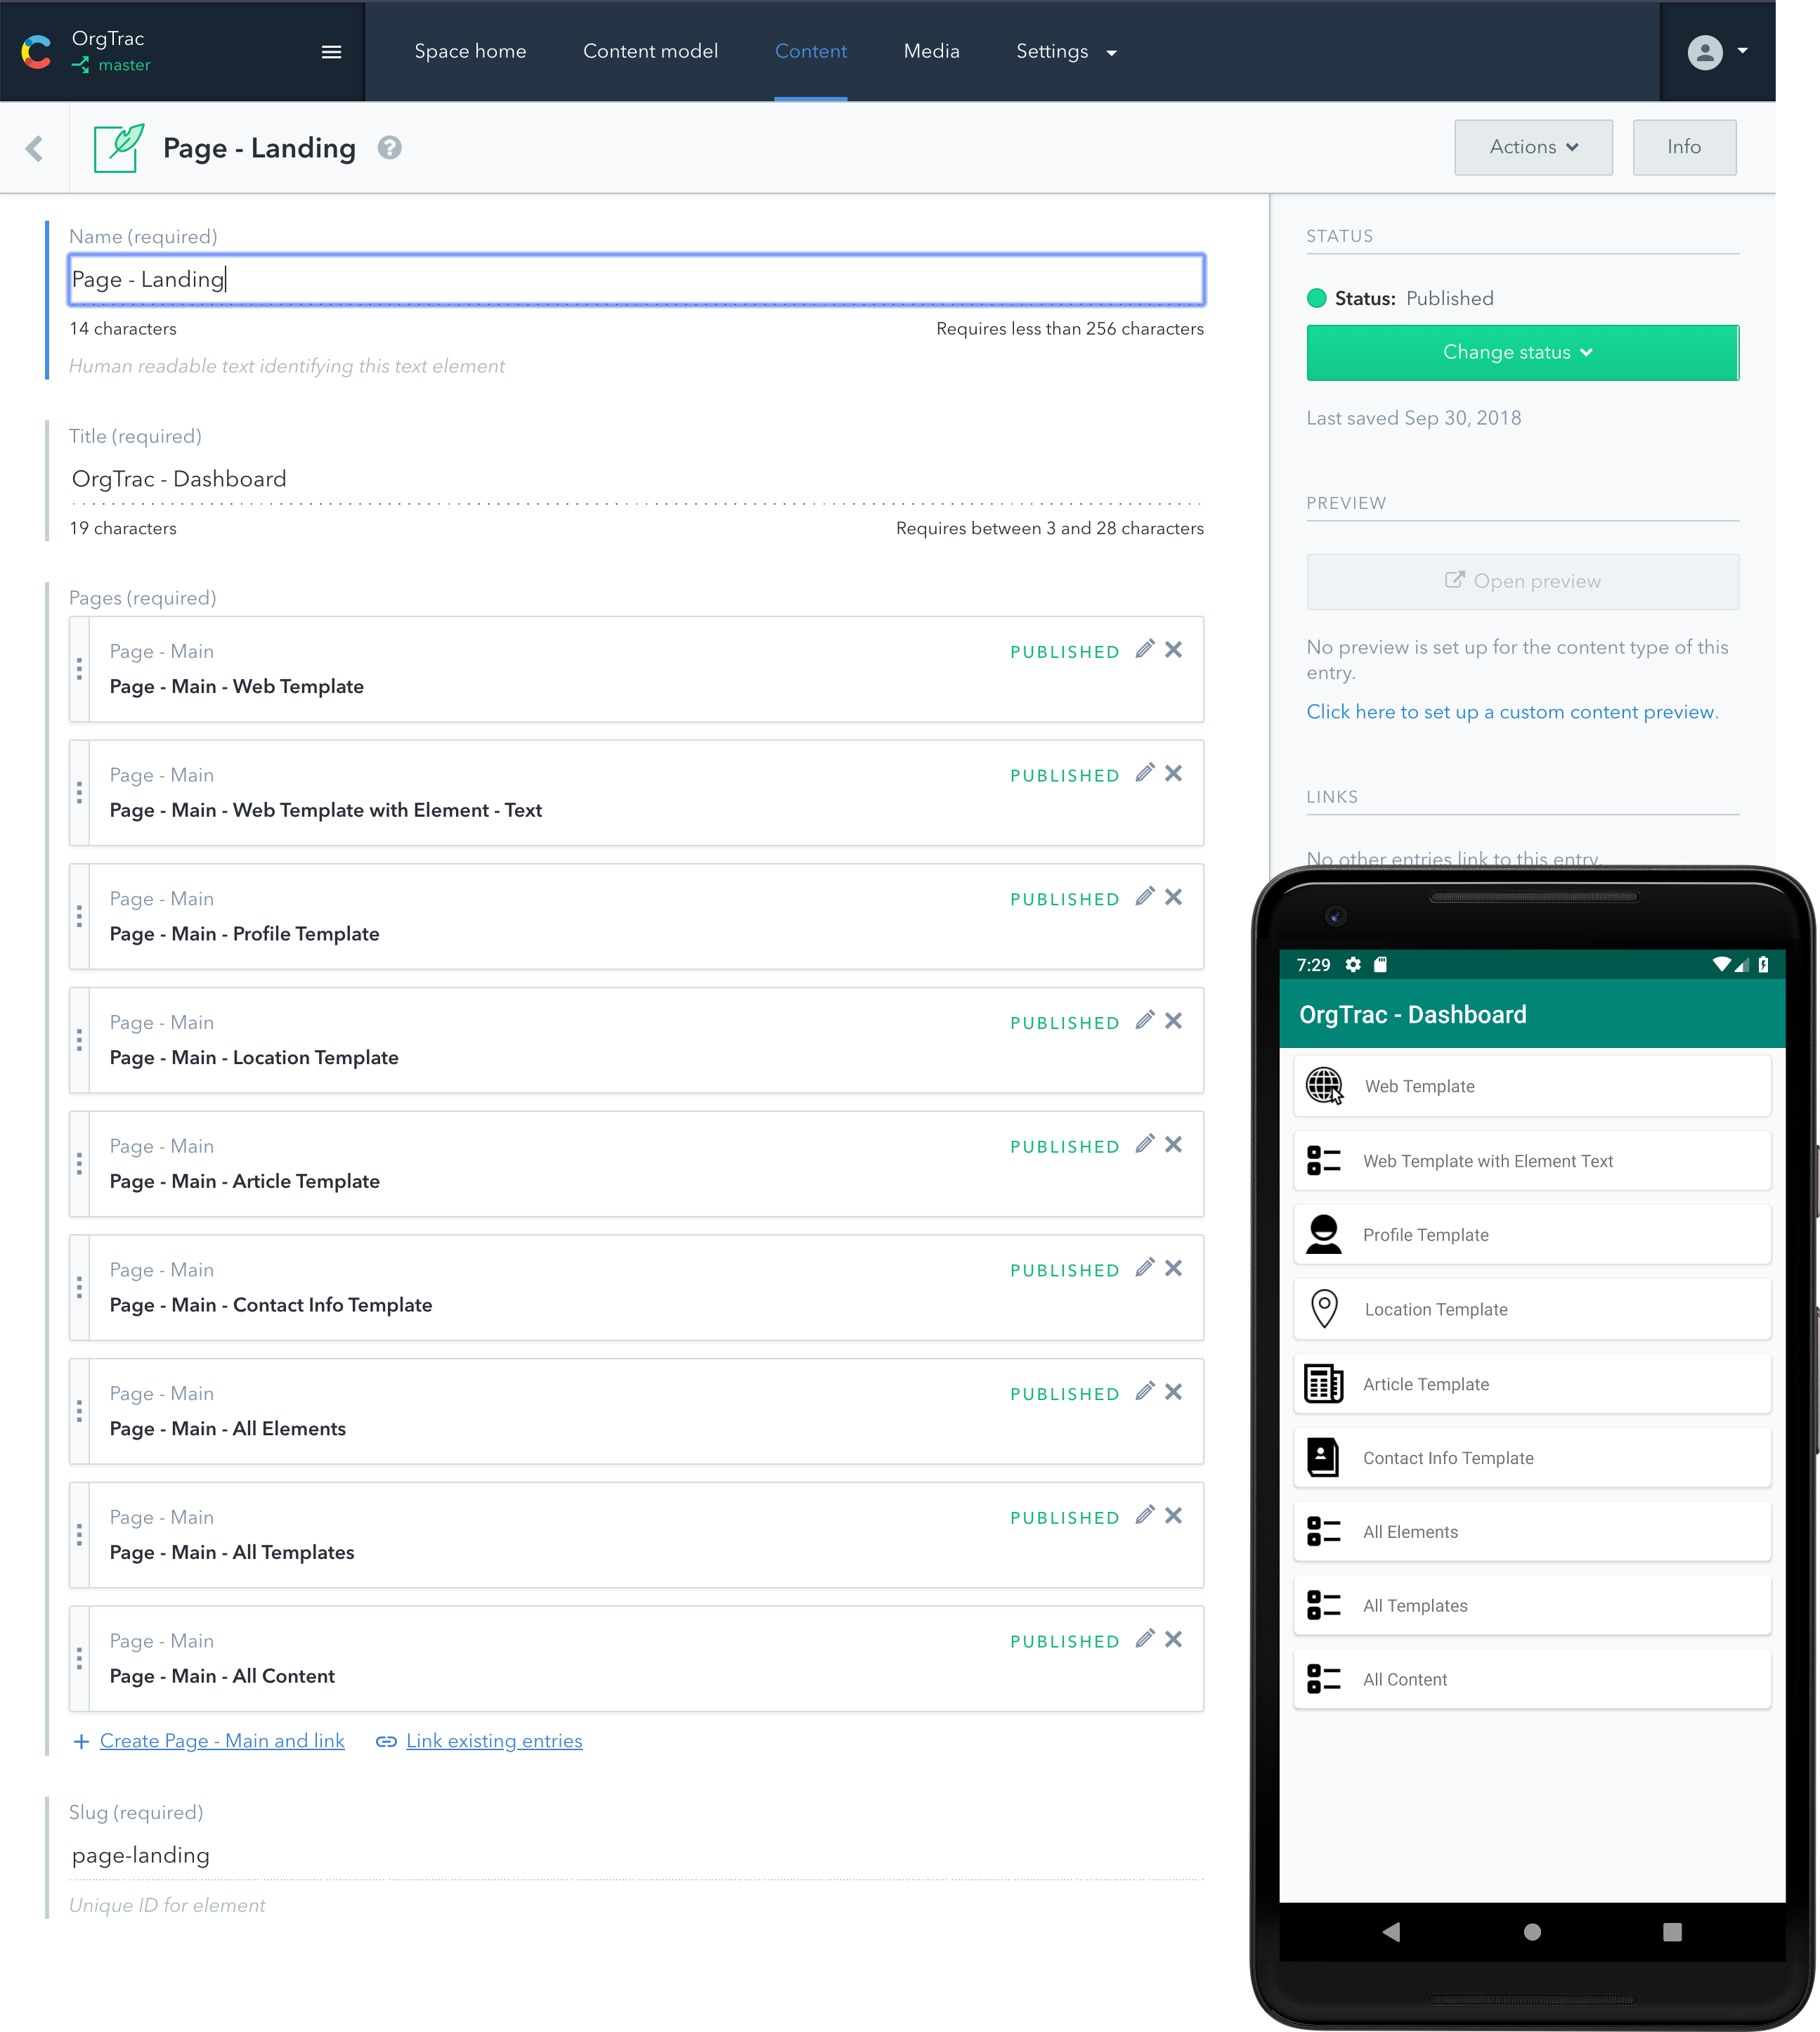 OrgTrac
master
Space home
Content model
Content
Media
Settings
Page - Landing
?
Actions
Info
Name (required)
Page - Landing
14 characters
Requires less than 256 characters
Human readable text identifying this text element
Title (required)
OrgTrac - Dashboard
19 characters
Requires between 3 and 28 characters
Pages (required)
Page - Main
PUBLISHED
Page - Main - Web Template
Page - Main
PUBLISHED
Page - Main - Web Template with Element - Text
Page - Main
PUBLISHED
Page - Main - Profile Template
Page - Main
PUBLISHED
Page - Main - Location Template
Page - Main
PUBLISHED
Page - Main - Article Template
Page - Main
PUBLISHED
Page - Main - Contact Info Template
Page - Main
PUBLISHED
Page - Main - All Elements
Page - Main
PUBLISHED
Page - Main - All Templates
Page - Main
PUBLISHED
Page - Main - All Content
Create Page - Main and link
Link existing entries
Slug (required)
page-landing
Unique ID for element
STATUS
Status: Published
Change status
Last saved Sep 30, 2018
PREVIEW
Open preview
No preview is set up for the content type of this
entry.
Click here to set up a custom content preview.
LINKS
No other entries link to this entry.
7:29
OrgTrac - Dashboard
Web Template
Web Template with Element Text
Profile Template
Location Template
Article Template
Contact Info Template
All Elements
All Templates
All Content